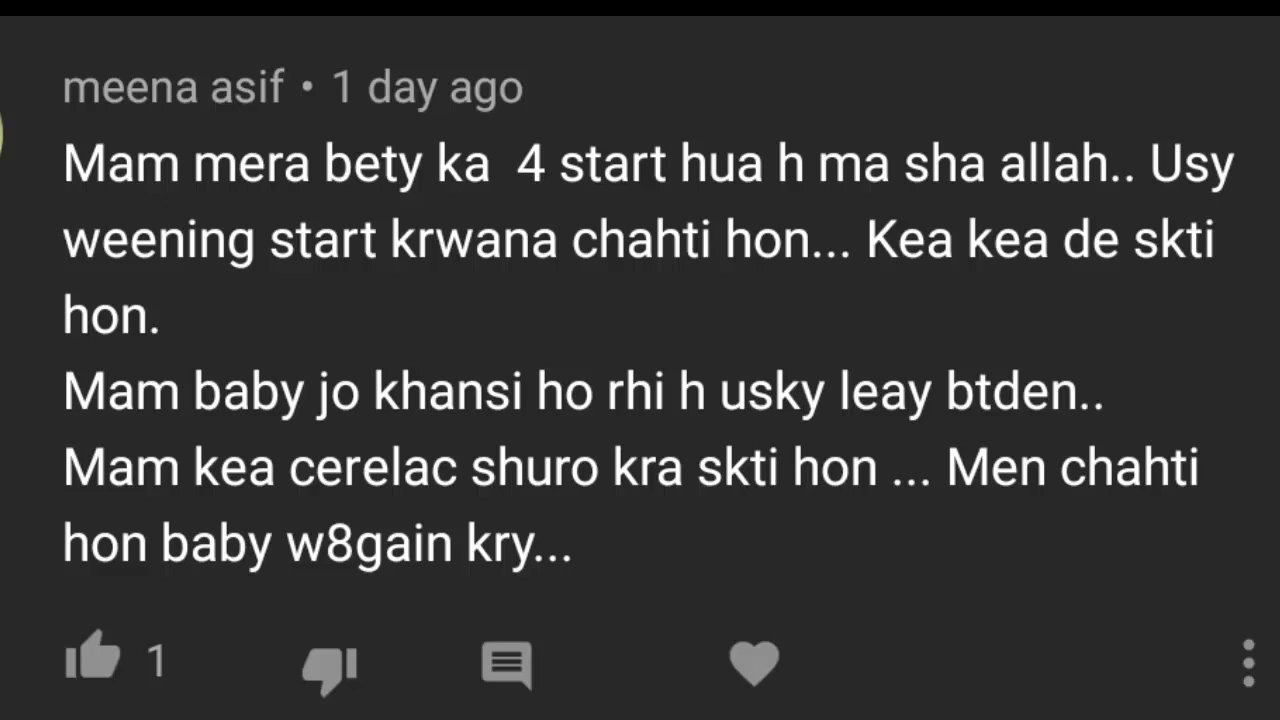 meena asif • 1 day ago
Mam mera bety ka  4 start hua h ma sha allah.. Usy
weening start krwana chahti hon... Kea kea de skti
hon.
Mam baby jo khansi ho rhi h usky leay btden..
Mam kea cerelac shuro kra skti hon ... Men chahti
hon baby w8gain kry...
1